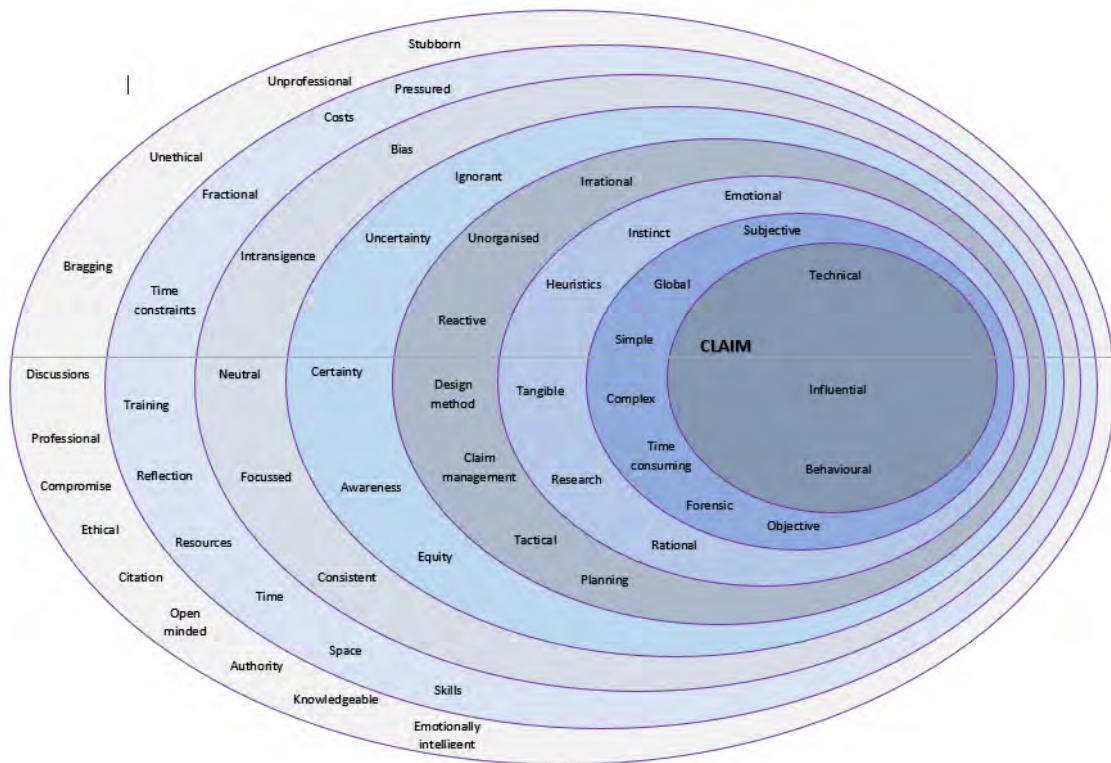 Stubborn
Unprofessional
Pressured
Costs
Bias
Unethical
Ignorant
Irrational
Fractional
Emotional
Instinct
Subjective
Uncertainty
Unorganised
Intransigence
Bragging
Technical
Heuristics
Global
Time
constraints
Reactive
Simple
CLAIM
Discussions
Neutral
Certainty
Design
method
Tangible
Influential
Complex
Training
Professional
Time
consuming
Claim
management
Behavioural
Reflection
Focussed
Research
Compromise
Awareness
Ethical
Forensic
Objective
Resources
Tactical
Rational
Equity
Citation
Consistent
Planning
Time
Open
minded
Space
Authority
Skills
Knowledgeable
Emotionally
intelligent